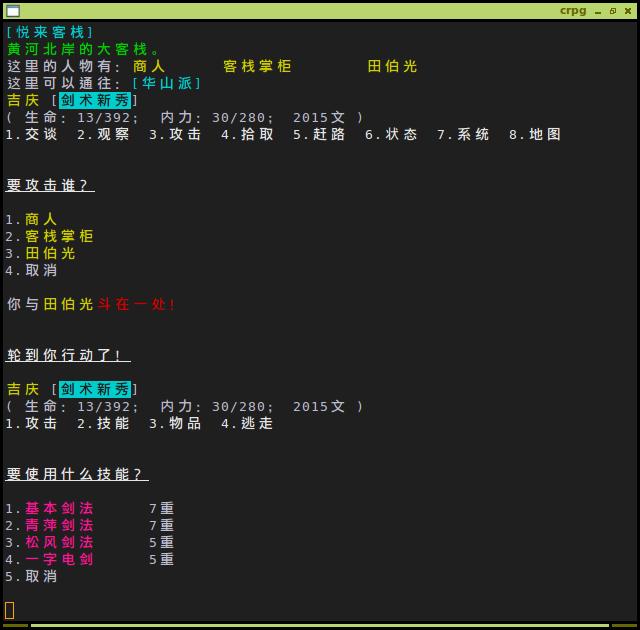 crpg
[悦来客栈]
黄河北岸的大客栈。
这里的人物有: 商人 客栈掌柜 田伯光
这里可以通往: [华山派]
吉庆 [剑术新秀]
( 生命: 13/392; 内力: 30/280; 2015文 )
1.交谈 2.观察 3.攻击 4.拾取 5.赶路 6.状态 7.系统 8.地图
要攻击谁?
1.商人
2.客栈掌柜
3.田伯光
4.取消
你与田伯光斗在一处!
轮到你行动了!
吉庆 [剑术新秀]
( 生命: 13/392; 内力: 30/280; 2015文 )
1.攻击 2.技能 3.物品 4.逃走
要使用什么技能?
1.基本剑法 7重
2.青萍剑法 7重
3.松风剑法 5重
4.一字电剑 5重
5.取消